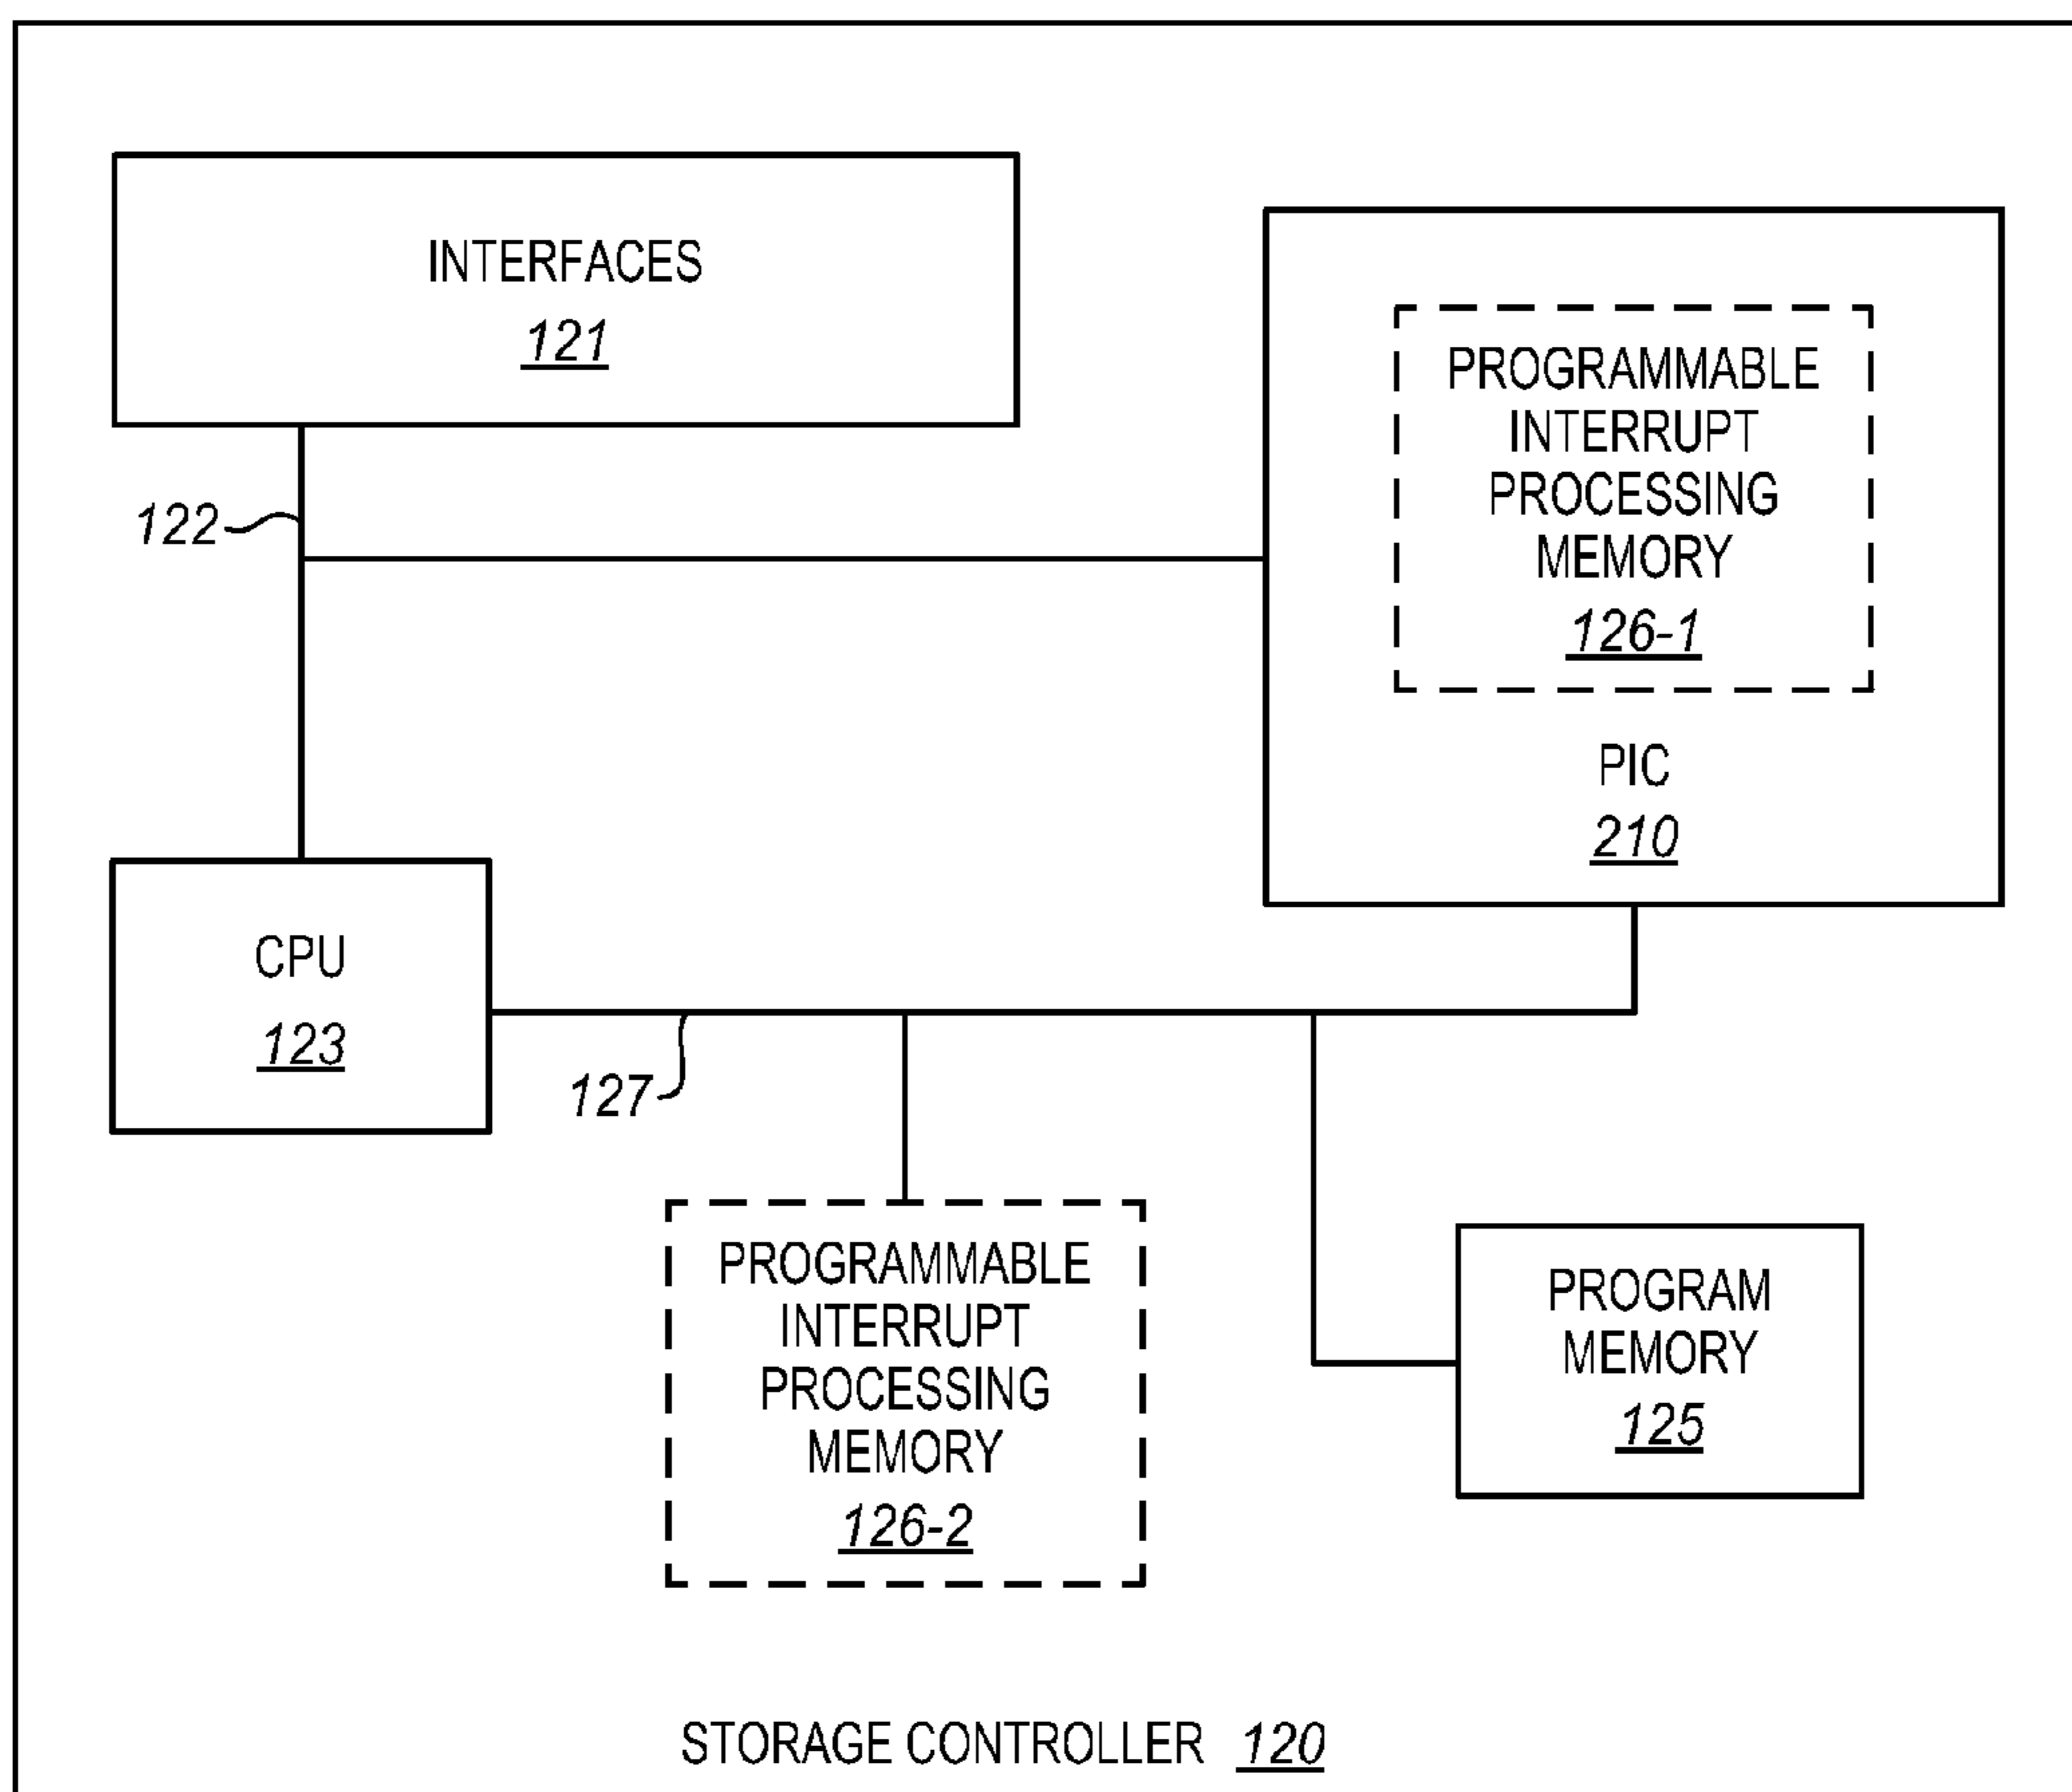 INTERFACES
121
PROGRAMMABLE
INTERRUPT
PROCESSING
MEMORY
126-1
122
PIC
210
CPU
123
127
PROGRAMMABLE
INTERRUPT
PROCESSING
MEMORY
126-2
PROGRAM
MEMORY
125
STORAGE CONTROLLER 120